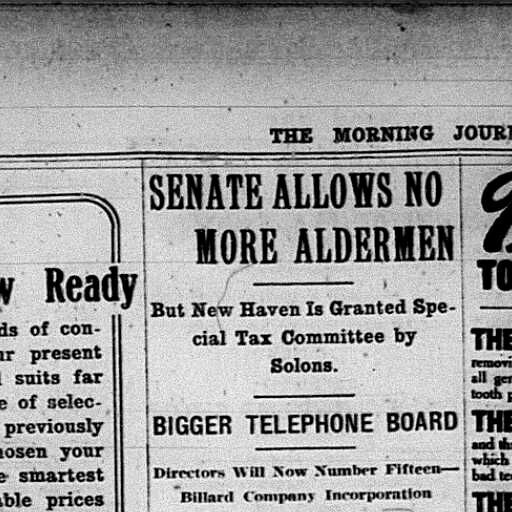 THE MORNING JOUR
SENATE ALLOWS NO
MORE ALDERMEN
But New Haven Is Granted Spe-
cial Tax Committee by
Solons.
BIGGER TELEPHONE BOARD
Directors Will Now Number Fifteen—
Billard Company Incorporation
w Ready
ds of con-
ur present
suits far
e of selec-
previously
hosen your
e smartest
able prices
TO
THE
removi
all ger
tooth p
THE
and th
which
bad te
THE